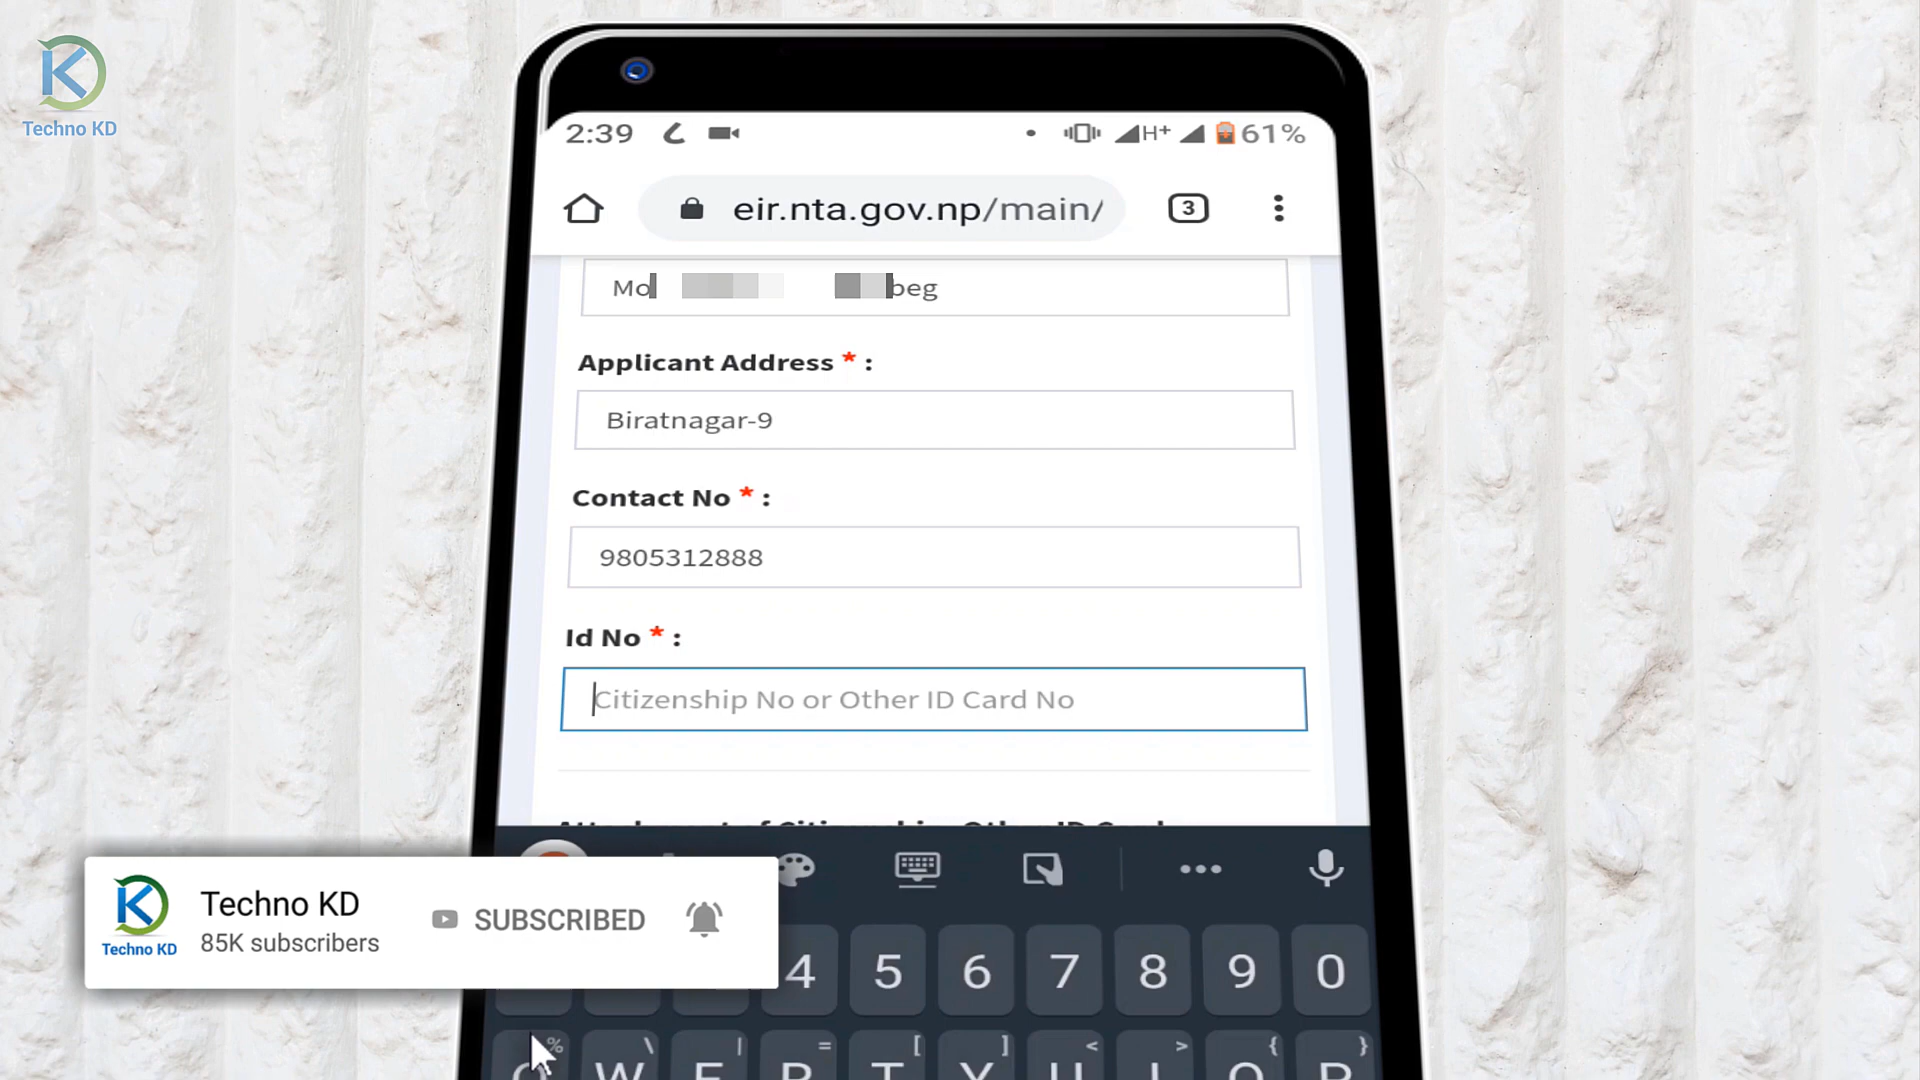 Techno KD
2:39 H+ 61%
eir.nta.gov.np/main/ 3
Mo beg
Applicant Address * :
Biratnagar-9
Contact No * :
9805312888
Id No * :
Citizenship No or Other ID Card No
Techno KD
85K subscribers
Techno KD
SUBSCRIBED
4 5 6 7 8 9 0
% \ | = [ ] < > { }
W E R T Y U I O P